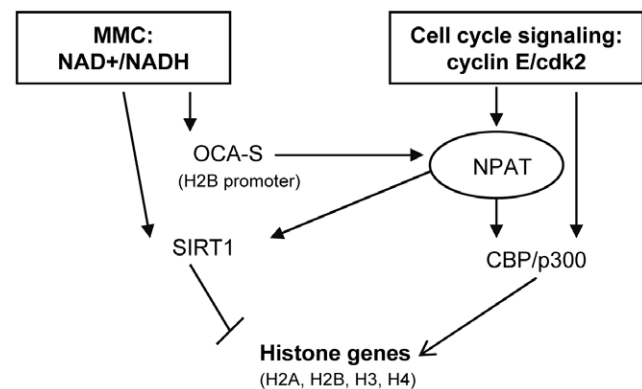 MMC:
NAD+/NADH
Cell cycle signaling:
cyclin E/cdk2
OCA-S
(H2B promoter)
NPAT
SIRT1
CBP/p300
Histone genes
(H2A, H2B, H3, H4)